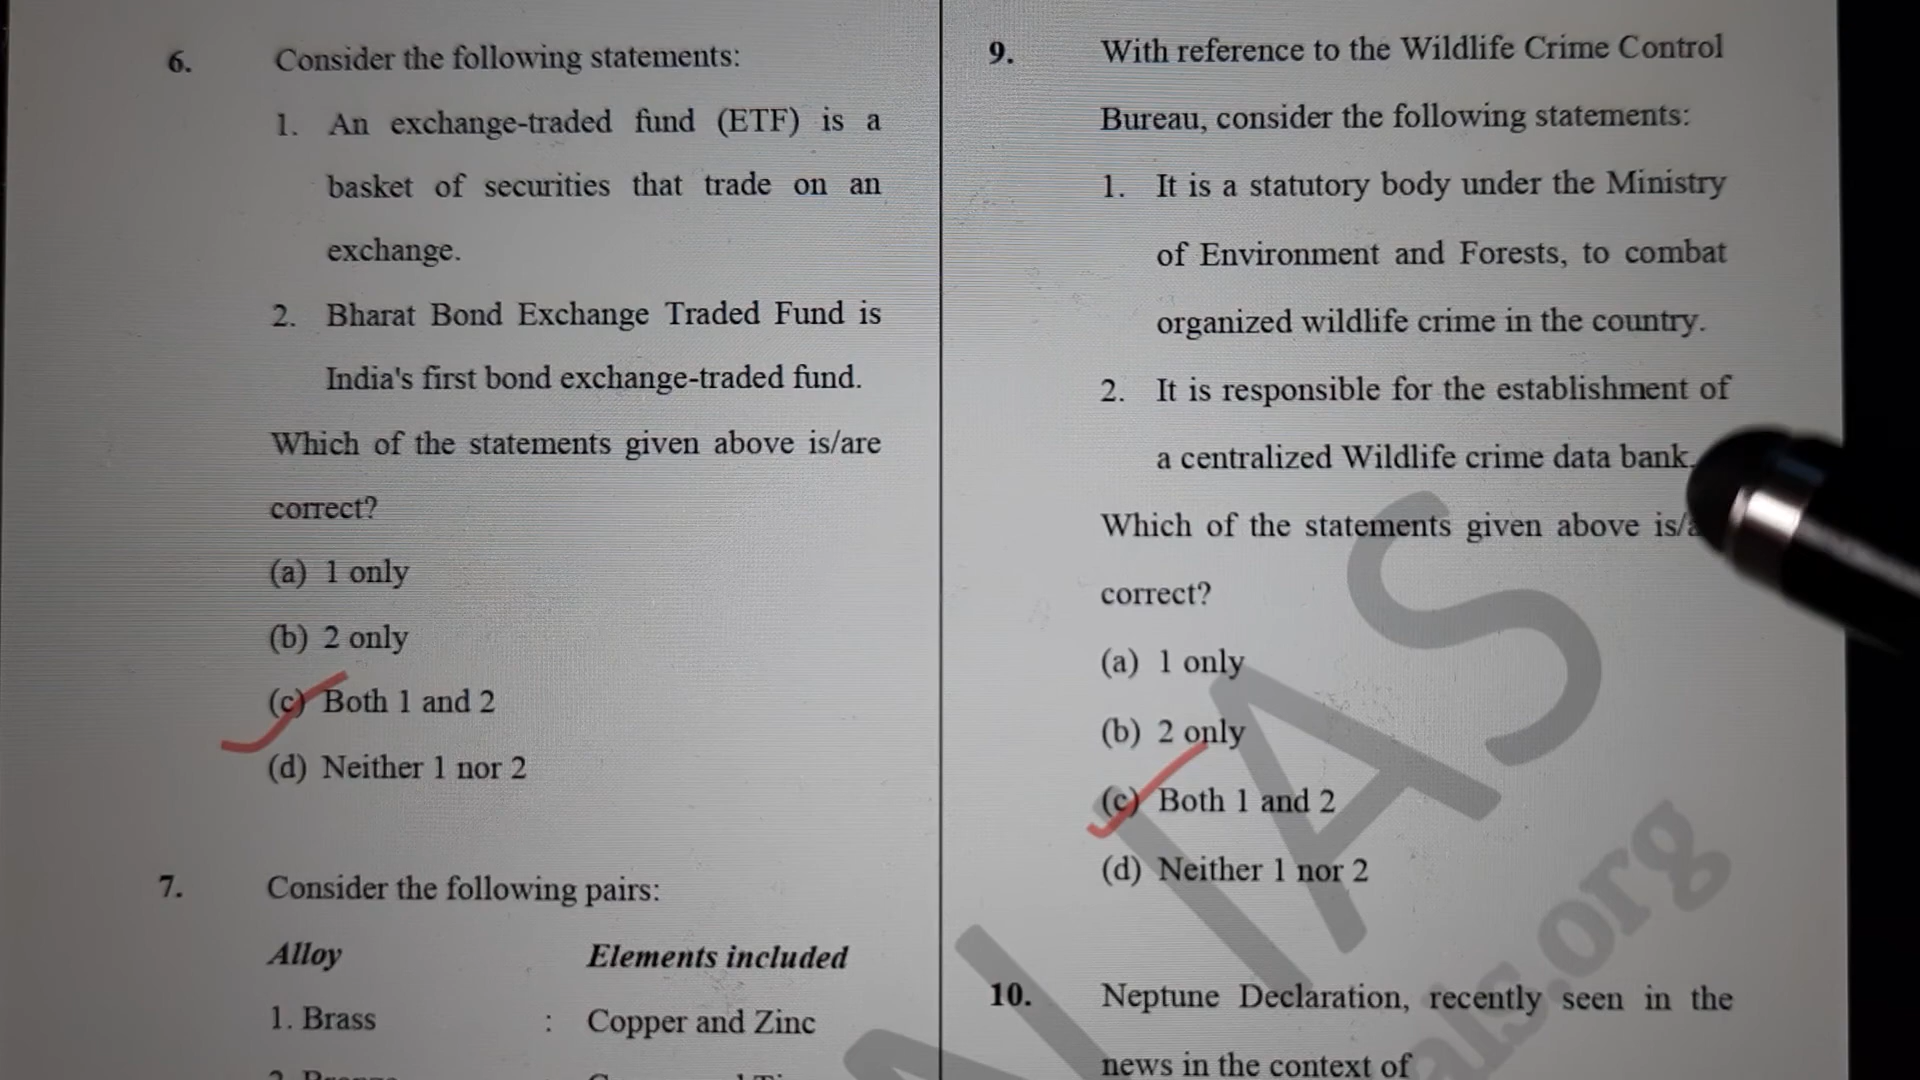 6. Consider the following statements:
1. An exchange-traded fund (ETF) is a
basket of securities that trade on an
exchange.
2. Bharat Bond Exchange Traded Fund is
India's first bond exchange-traded fund.
Which of the statements given above is/are
correct?
(a) 1 only
(b) 2 only
(c) Both 1 and 2
(d) Neither 1 nor 2
7. Consider the following pairs:
Alloy Elements included
1. Brass : Copper and Zinc
9. With reference to the Wildlife Crime Control
Bureau, consider the following statements:
1. It is a statutory body under the Ministry
of Environment and Forests, to combat
organized wildlife crime in the country.
2. It is responsible for the establishment of
a centralized Wildlife crime data bank.
Which of the statements given above is/
correct?
(a) 1 only
(b) 2 only
(c) Both 1 and 2
(d) Neither 1 nor 2
10. Neptune Declaration, recently seen in the
news in the context of
IAS
als.org